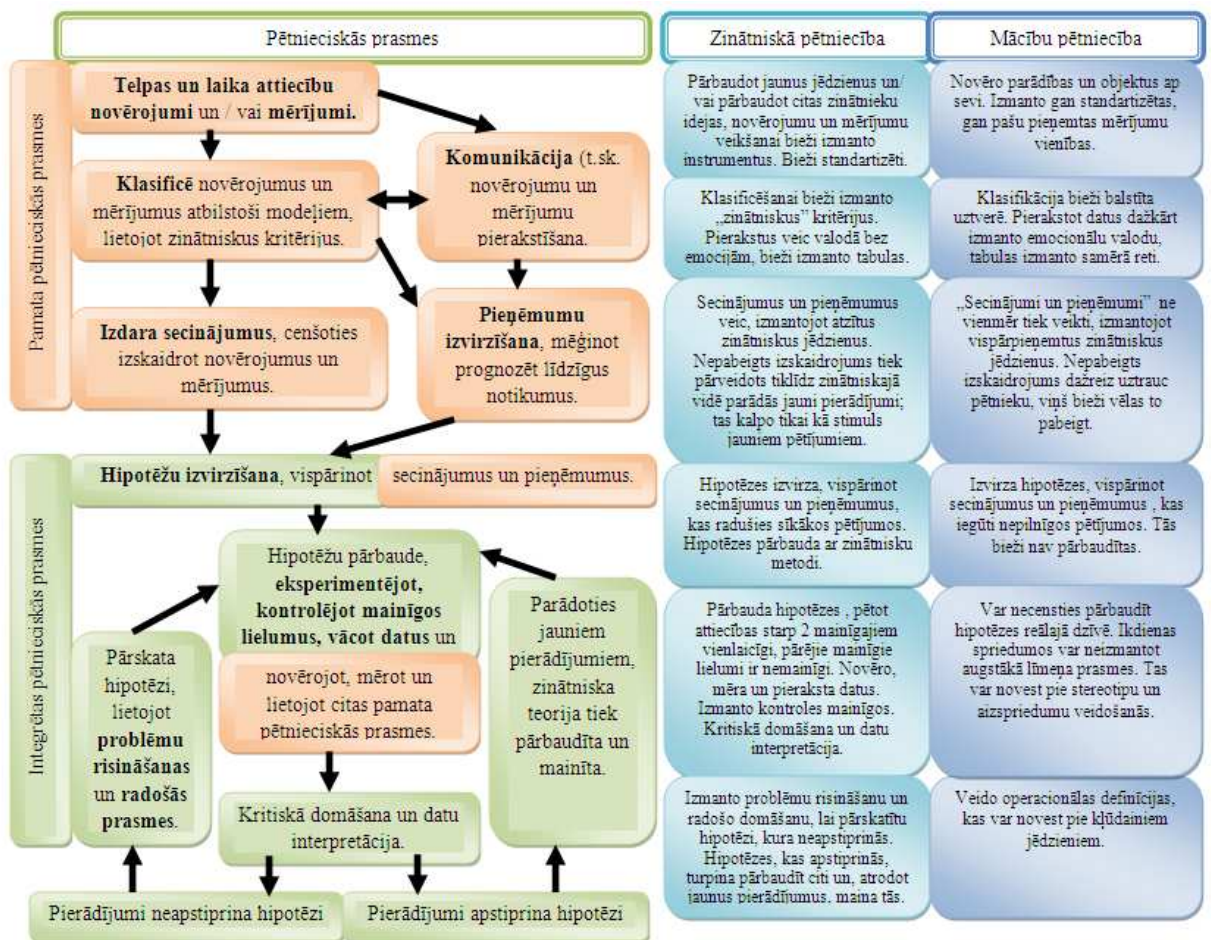 Pētnieciskās prasmes
Zinātniskā pētniecība
Mācību pētniecība
Pamata pētnieciskās prasmes
Telpas un laika attiecību
novērojumi un / vai mērījumi.
Komunikācija (t.sk.
novērojumu un
mērījumu
pierakstīšana.
Klasificē novērojumus un
mērījumus atbilstoši modeļiem,
lietojot zinātniskus kritērijus.
Izdara secinājumus, cenšoties
izskaidrot novērojumus un
mērījumus.
Pieņēmumu
izvirzīšana, mēģinot
prognozēt līdzīgus
notikumus.
Integrētas pētnieciskās prasmes
Hipotēžu izvirzīšana, vispārinot secinājumus un pieņēmumus.
Hipotēžu pārbaude,
eksperimentējot,
kontrolējot mainīgos
lielumus, vācot datus un
novērojot, mērot un
lietojot citas pamata
pētnieciskās prasmes.
Pārskata
hipotēzi,
lietojot
problēmu
risināšanas
un radošās
prasmes.
Parādoties
jauniem
pierādījumiem,
zinātniska
teorija tiek
pārbaudīta un
mainīta.
Kritiskā domāšana un datu
interpretācija.
Pierādījumi neapstiprina hipotēzi
Pierādījumi apstiprina hipotēzi
Pārbaudot jaunus jēdzienus un/
vai pārbaudot citas zinātnieku
idejas, novērojumu un mērījumu
veikšanai bieži izmanto
instrumentus. Bieži standartizēti.
Novēro parādības un objektus ap
sevi. Izmanto gan standartizētas,
gan pašu pieņemtas mērījumu
vienības.
Klasificēšanai bieži izmanto
„zinātniskus” kritērijus.
Pierakstus veic valodā bez
emocijām, bieži izmanto tabulas.
Klasifikācija bieži balstīta
uztverē. Pierakstot datus dažkārt
izmanto emocionālu valodu,
tabulas izmanto samērā reti.
Secinājumus un pieņēmumus
veic, izmantojot atzītus
zinātniskus jēdzienus.
Nepabeigts izskaidrojums tiek
pārveidots tiklīdz zinātniskajā
vidē parādās jauni pierādījumi;
tas kalpo tikai kā stimuls
jauniem pētījumiem.
„Secinājumi un pieņēmumi” ne
vienmēr tiek veikti, izmantojot
vispārpieņemtus zinātniskus
jēdzienus. Nepabeigts
izskaidrojums dažreiz uztrauc
pētnieku, viņš bieži vēlas to
pabeigt.
Hipotēzes izvirza, vispārinot
secinājumus un pieņēmumus,
kas radušies sīkākos pētījumos.
Hipotēzes pārbauda ar zinātnisku
metodi.
Izvirza hipotēzes, vispārinot
secinājumus un pieņēmumus , kas
iegūti nepilnīgos pētījumos. Tās
bieži nav pārbaudītas.
Pārbauda hipotēzes , pētot
attiecības starp 2 mainīgajiem
vienlaicīgi, pārējie mainīgie
lielumi ir nemainīgi. Novēro,
mēra un pieraksta datus.
Izmanto kontroles mainīgos.
Kritiskā domāšana un datu
interpretācija.
Var necensties pārbaudīt
hipotēzes reālajā dzīvē. Ikdienas
spriedumos var neizmantot
augstākā līmeņa prasmes. Tas
var novest pie stereotipu un
aizspriedumu veidošanās.
Izmanto problēmu risināšanu un
radošo domāšanu, lai pārskatītu
hipotēzi, kura neapstiprinās.
Hipotēzes, kas apstiprinās,
turpina pārbaudīt citi un, atrodot
jaunus pierādījumus, maina tās.
Veido operacionālas definīcijas,
kas var novest pie kļūdainiem
jēdzieniem.